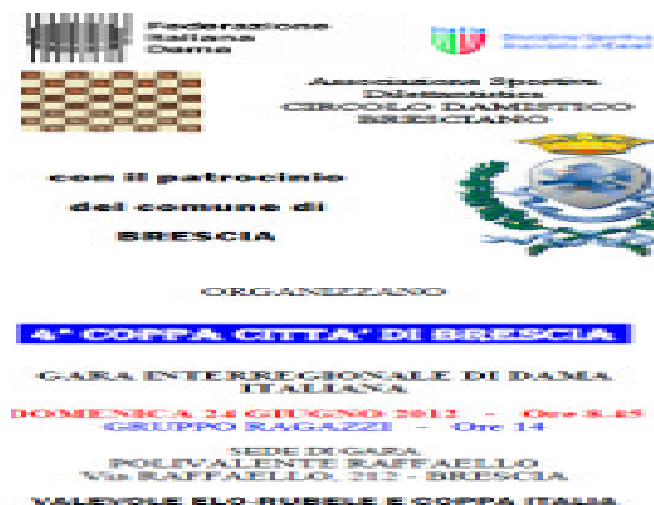 Federazione
Italiana
Dama
Associazione Sportiva
Dilettantistica
CIRCOLO DAMISTICO
BRESCIANO
con il patrocinio
del comune di
BRESCIA
ORGANIZZANO
4° COPPA CITTA' DI BRESCIA
GARA INTERREGIONALE DI DAMA
ITALIANA
DOMENICA 24 GIUGNO 2012 - Ore 8.45
GRUPPO RAGAZZI - Ore 14
SEDE DI GARA
POLIVALENTE RAFFAELLO
Via RAFFAELLO, 212 - BRESCIA
VALEVOLE ELO-RUBELE E COPPA ITALIA